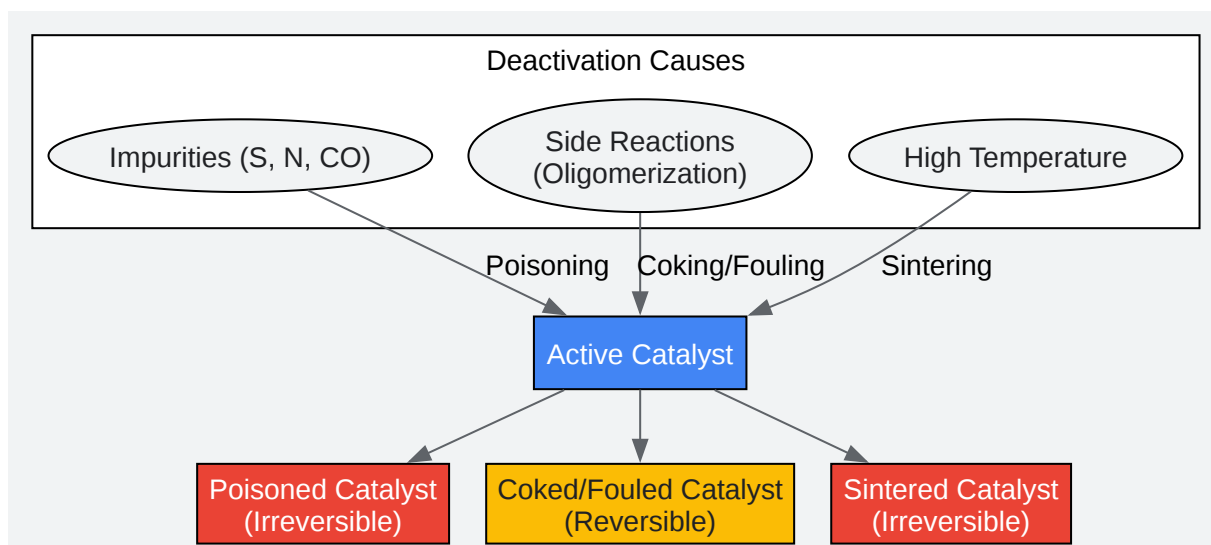 Deactivation Causes
Impurities (S, N, CO)
Side Reactions
(Oligomerization)
High Temperature
Poisoning
Coking/Fouling
Sintering
Active Catalyst
Poisoned Catalyst
(Irreversible)
Coked/Fouled Catalyst
(Reversible)
Sintered Catalyst
(Irreversible)